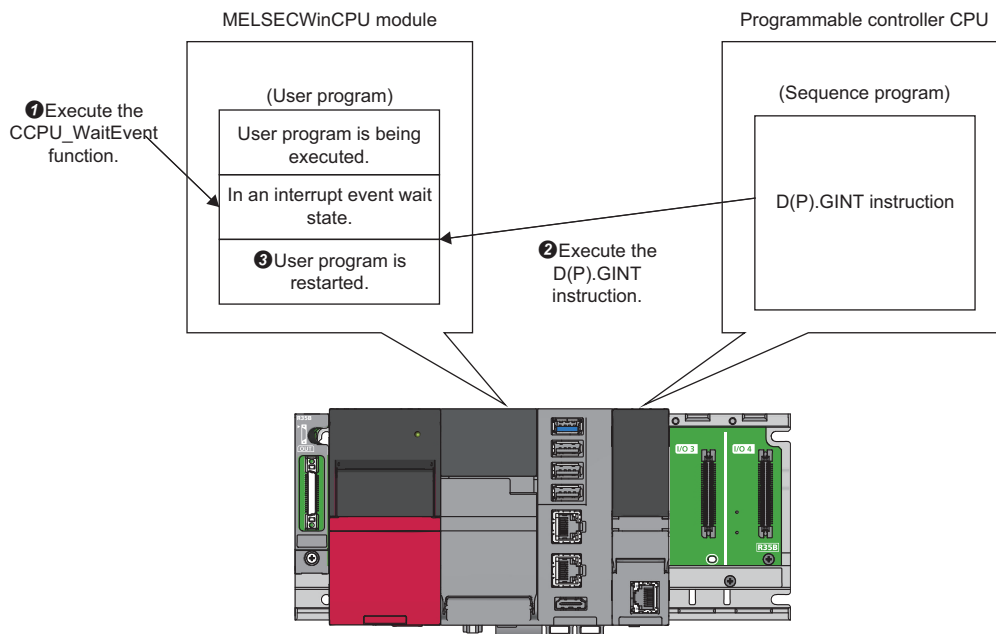 MELSECWinCPU module
Programmable controller CPU
(User program)
(Sequence program)
❶Execute the
CCPU_WaitEvent
function.
User program is being
executed.
In an interrupt event wait
state.
❸User program is
restarted.
❷Execute the
D(P).GINT
instruction.
D(P).GINT instruction
R35B
I/O 3
I/O 4
R35B